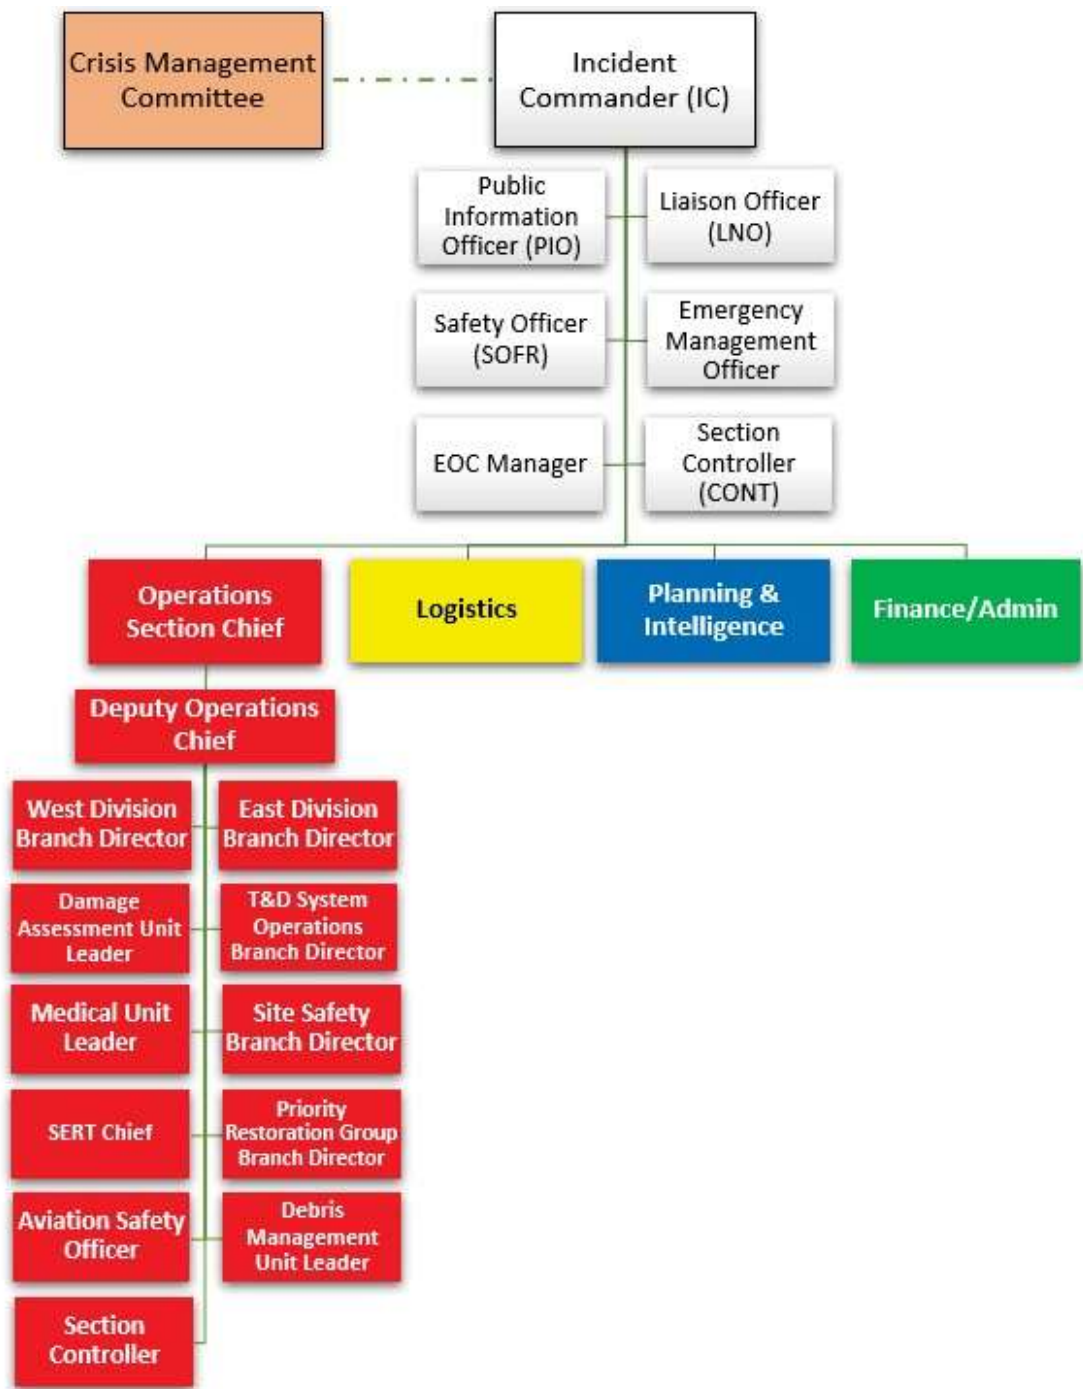 Crisis Management
Committee
Incident
Commander (IC)
Public
Information
Officer (PIO)
Liaison Officer
(LNO)
Safety Officer
(SOFR)
Emergency
Management
Officer
EOC Manager
Section
Controller
(CONT)
Operations
Section Chief
Logistics
Planning &
Intelligence
Finance/Admin
Deputy Operations
Chief
West Division
Branch Director
East Division
Branch Director
Damage
Assessment Unit
Leader
T&D System
Operations
Branch Director
Medical Unit
Leader
Site Safety
Branch Director
SERT Chief
Priority
Restoration Group
Branch Director
Aviation Safety
Officer
Debris
Management
Unit Leader
Section
Controller